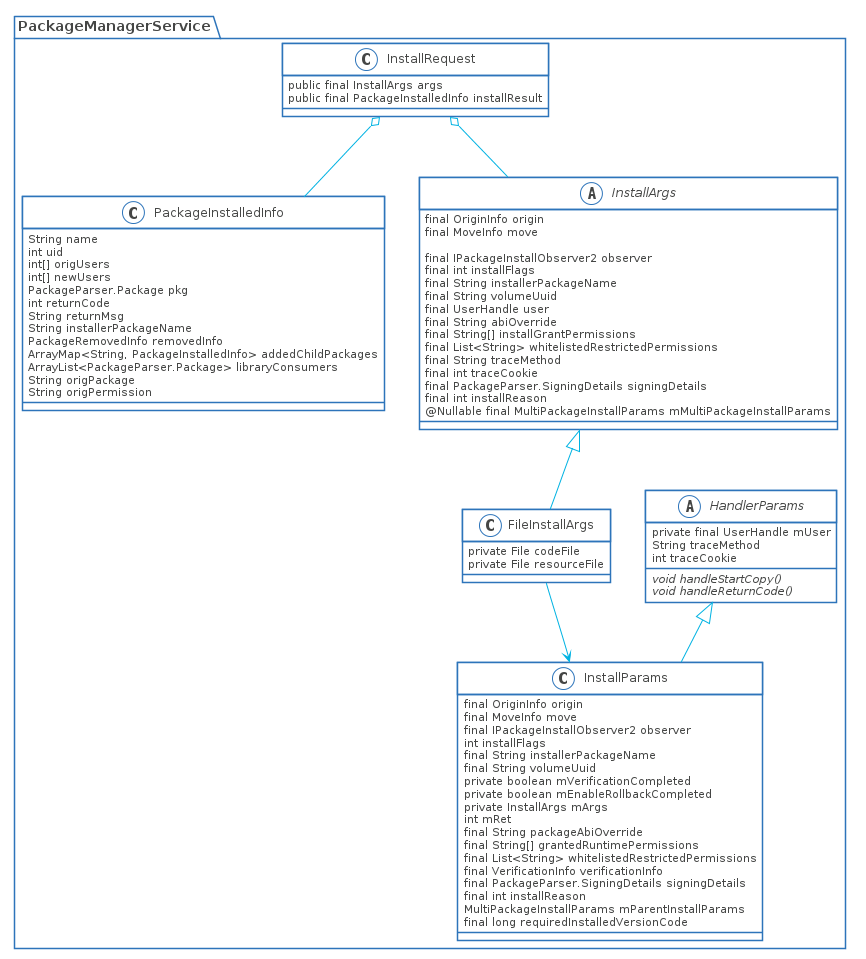 PackageManagerService
C InstallRequest
public final InstallArgs args
public final PackageInstalledInfo installResult
C PackageInstalledInfo
String name
int uid
int[] origUsers
int[] newUsers
PackageParser.Package pkg
int returnCode
String returnMsg
String installerPackageName
PackageRemovedInfo removedInfo
ArrayMap<String, PackageInstalledInfo> addedChildPackages
ArrayList<PackageParser.Package> libraryConsumers
String origPackage
String origPermission
A InstallArgs
final OriginInfo origin
final MoveInfo move
final IPackageInstallObserver2 observer
final int installFlags
final String installerPackageName
final String volumeUuid
final UserHandle user
final String abiOverride
final String[] installGrantPermissions
final List<String> whitelistedRestrictedPermissions
final String traceMethod
final int traceCookie
final PackageParser.SigningDetails signingDetails
final int installReason
@Nullable final MultiPackageInstallParams mMultiPackageInstallParams
C FileInstallArgs
private File codeFile
private File resourceFile
A HandlerParams
private final UserHandle mUser
String traceMethod
int traceCookie
void handleStartCopy()
void handleReturnCode()
C InstallParams
final OriginInfo origin
final MoveInfo move
final IPackageInstallObserver2 observer
int installFlags
final String installerPackageName
final String volumeUuid
private boolean mVerificationCompleted
private boolean mEnableRollbackCompleted
private InstallArgs mArgs
int mRet
final String packageAbiOverride
final String[] grantedRuntimePermissions
final List<String> whitelistedRestrictedPermissions
final VerificationInfo verificationInfo
final PackageParser.SigningDetails signingDetails
final int installReason
MultiPackageInstallParams mParentInstallParams
final long requiredInstalledVersionCode